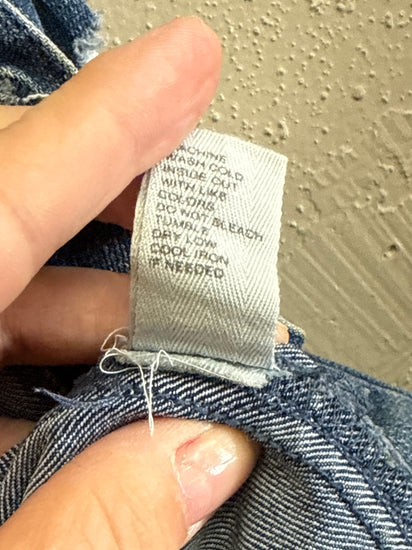 MACHINE
WASH COLD
INSIDE OUT
WITH LIKE
COLORS
DO NOT BLEACH
TUMBLE
DRY LOW
COOL IRON
IF NEEDED